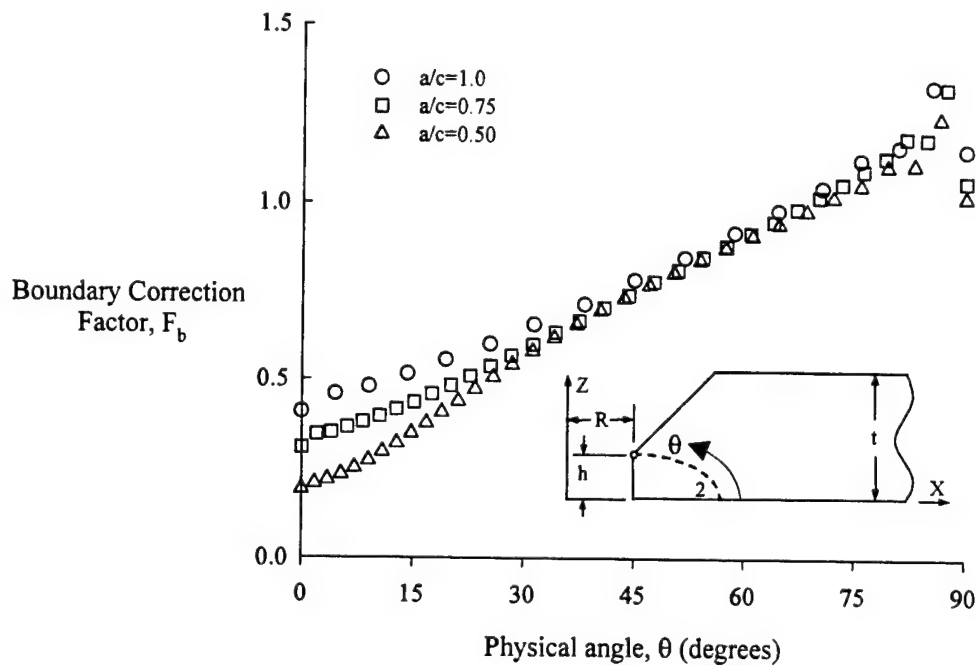 1.5
a/c=1.0
a/c=0.75
a/c=0.50
1.0
Boundary Correction
Factor, F_b
0.5
Z
R
θ
t
h
2
X
0.0
0
15
30
45
60
75
90
Physical angle, θ (degrees)